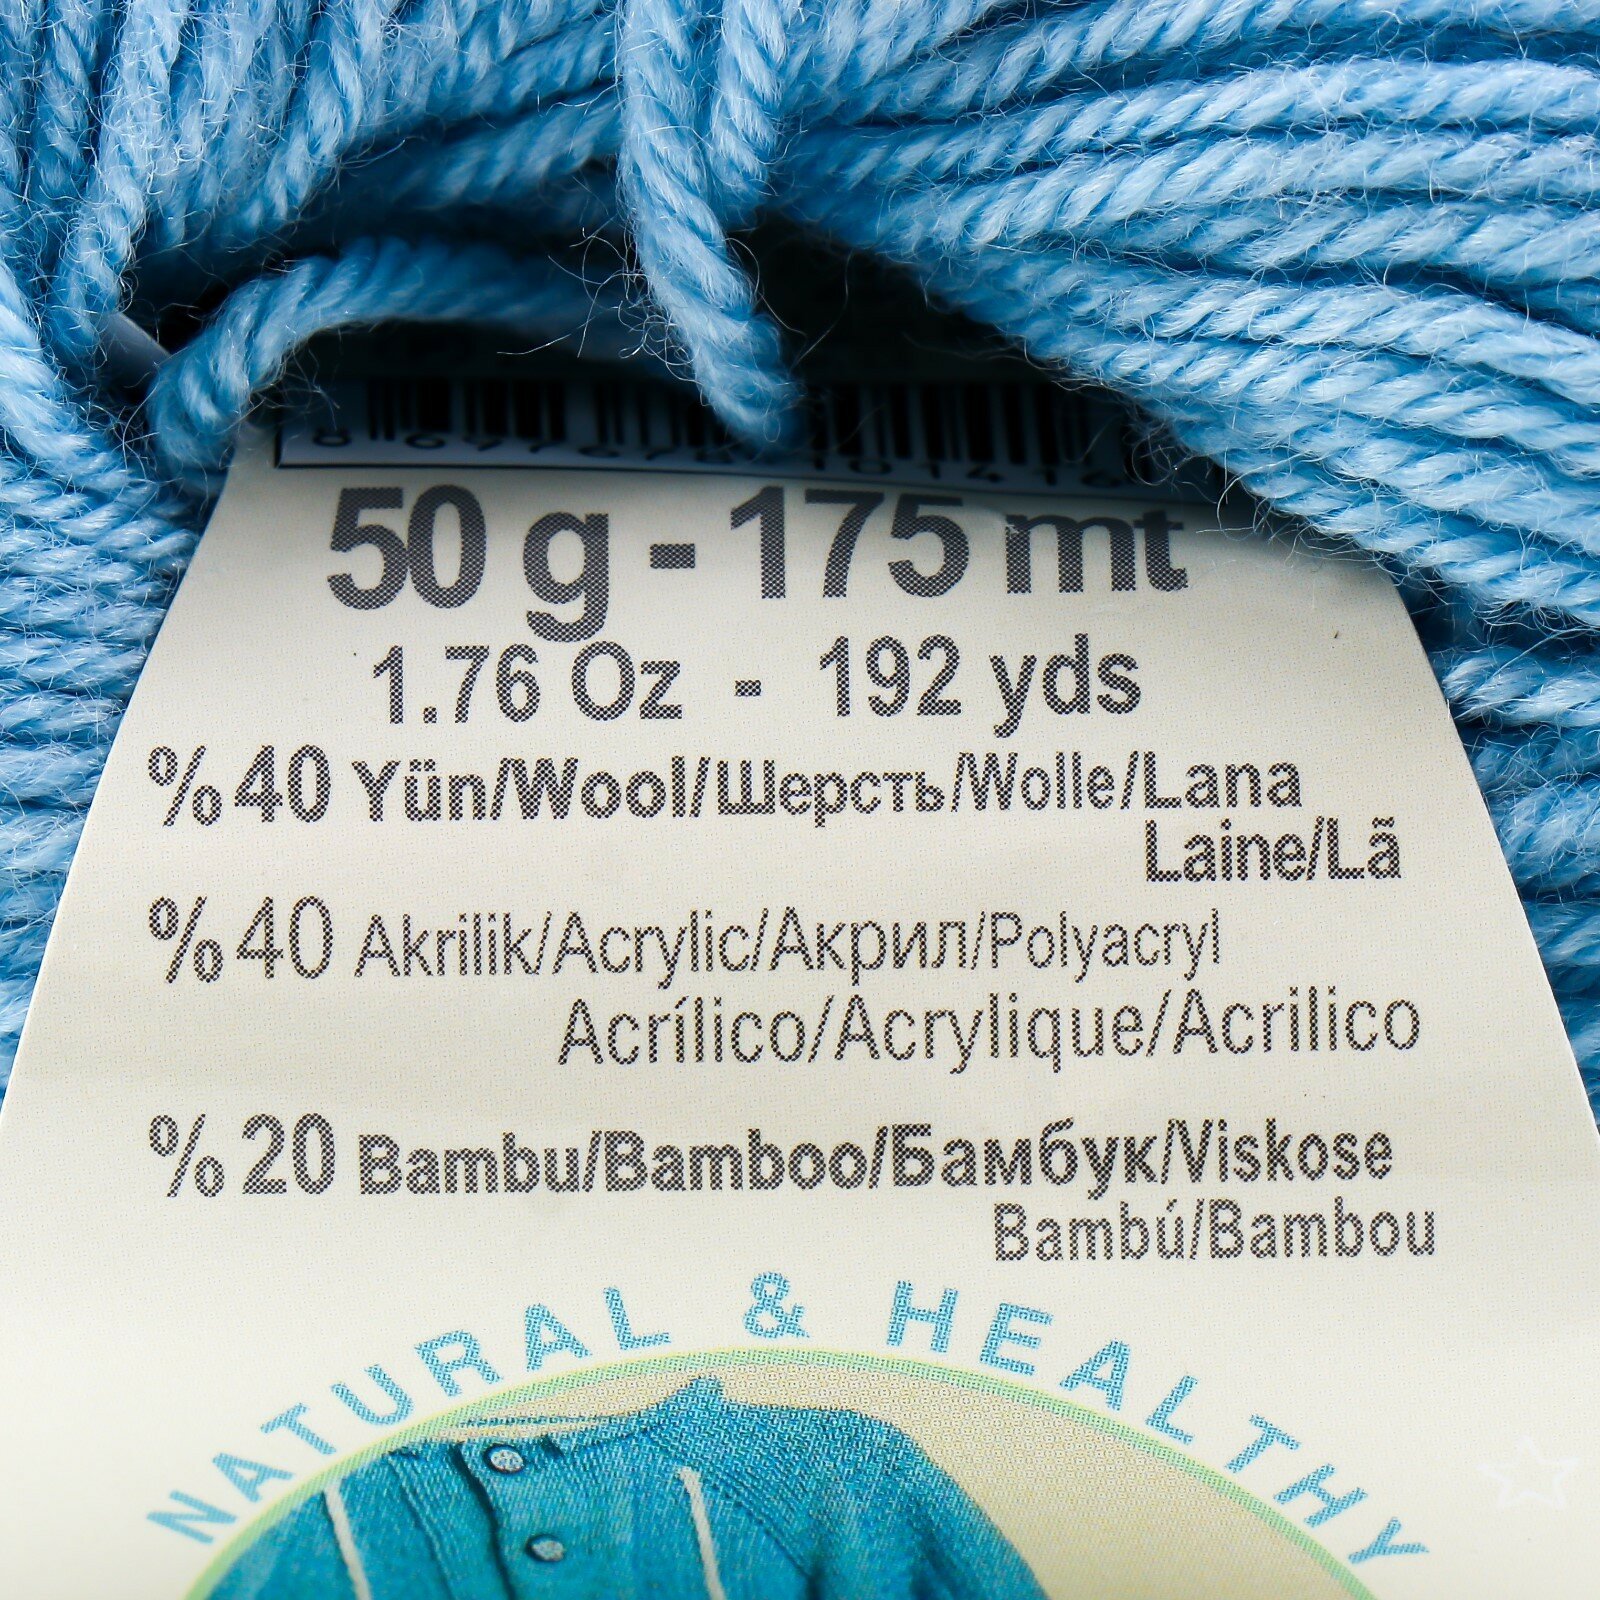 50 g - 175 mt
1.76 Oz - 192 yds
%40 Yün/Wool/Шерсть/Wolle/Lana
Laine/Lã
%40 Akrilik/Acrylic/Акрил/Polyacryl
Acrílico/Acrylique/Acrilico
%20 Bambu/Bamboo/Бамбук/Viskose
Bambú/Bambou
NATURAL & HEALTHY